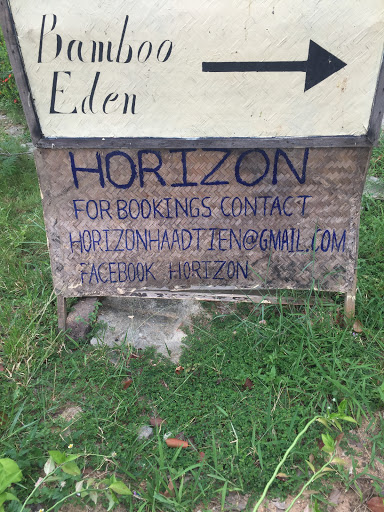 Bamboo
Eden
HORIZON
FOR BOOKINGS CONTACT
HORIZONHAADTIEN@GMAIL.COM
FACEBOOK HORIZON